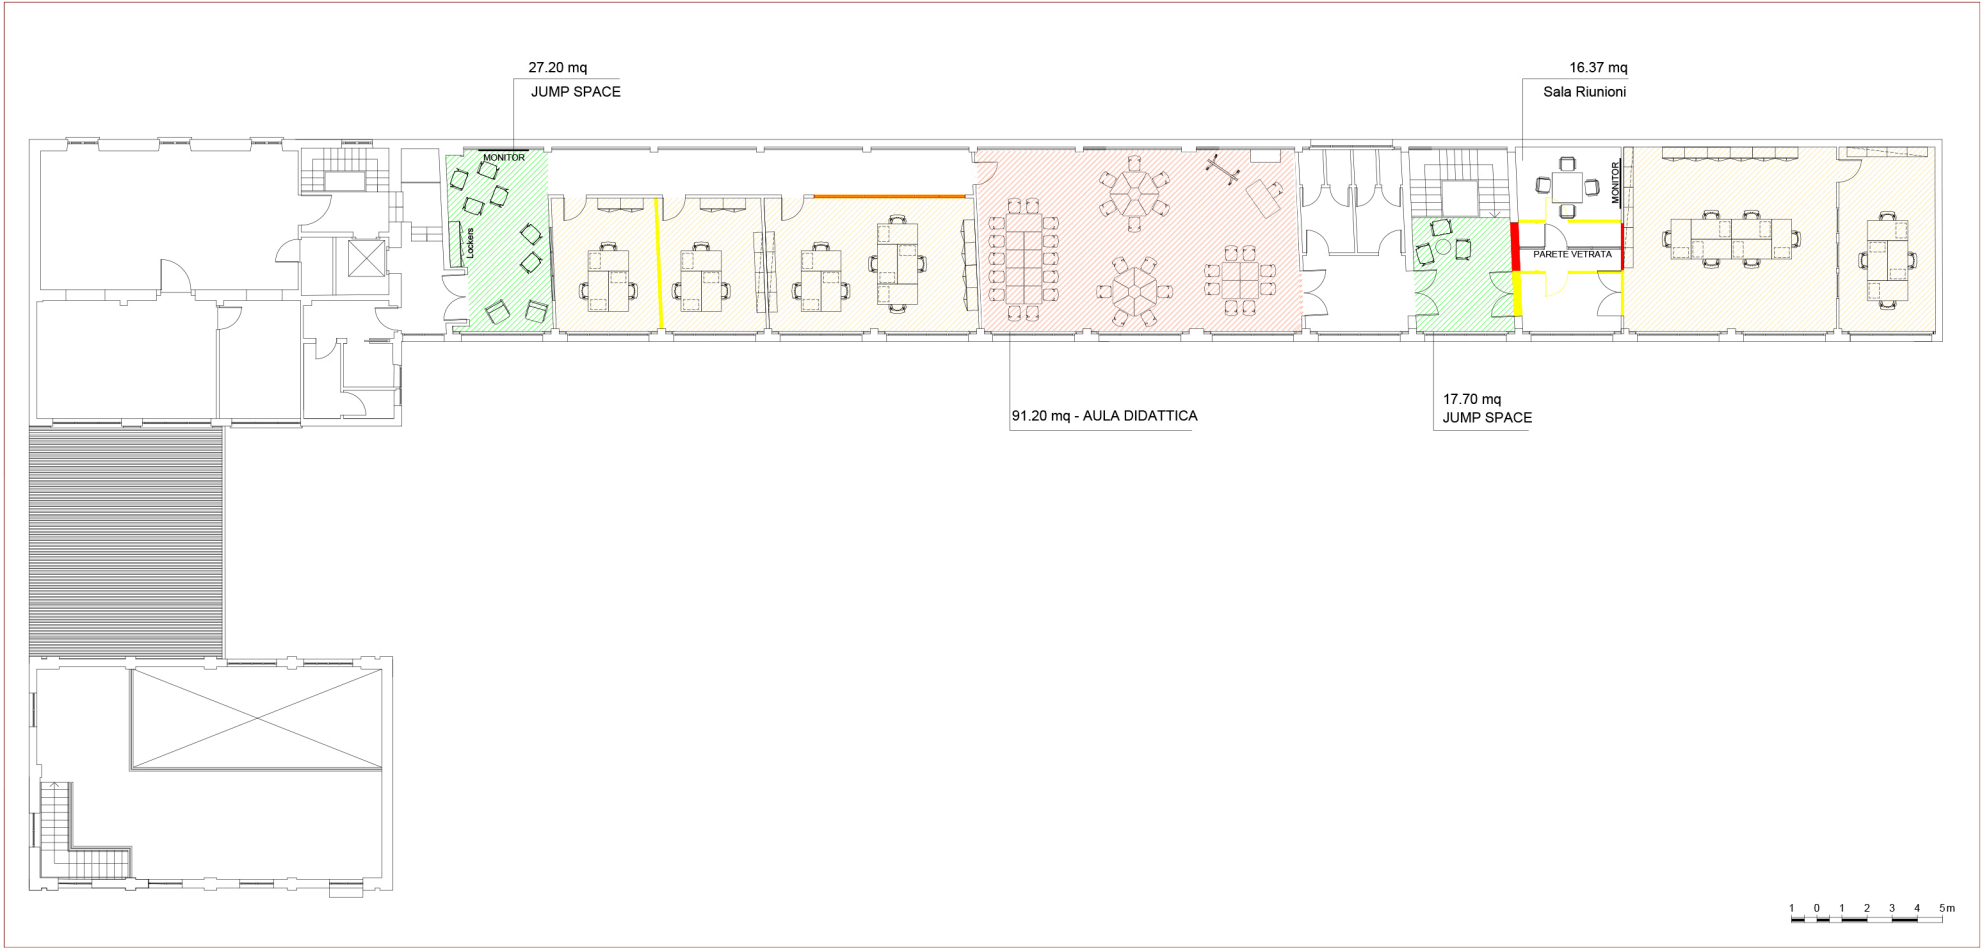 27.20 mq
JUMP SPACE
16.37 mq
Sala Riunioni
MONITOR
MONITOR
Lockers
PARETE VETRATA
91.20 mq - AULA DIDATTICA
17.70 mq
JUMP SPACE
1 0 1 2 3 4 5m